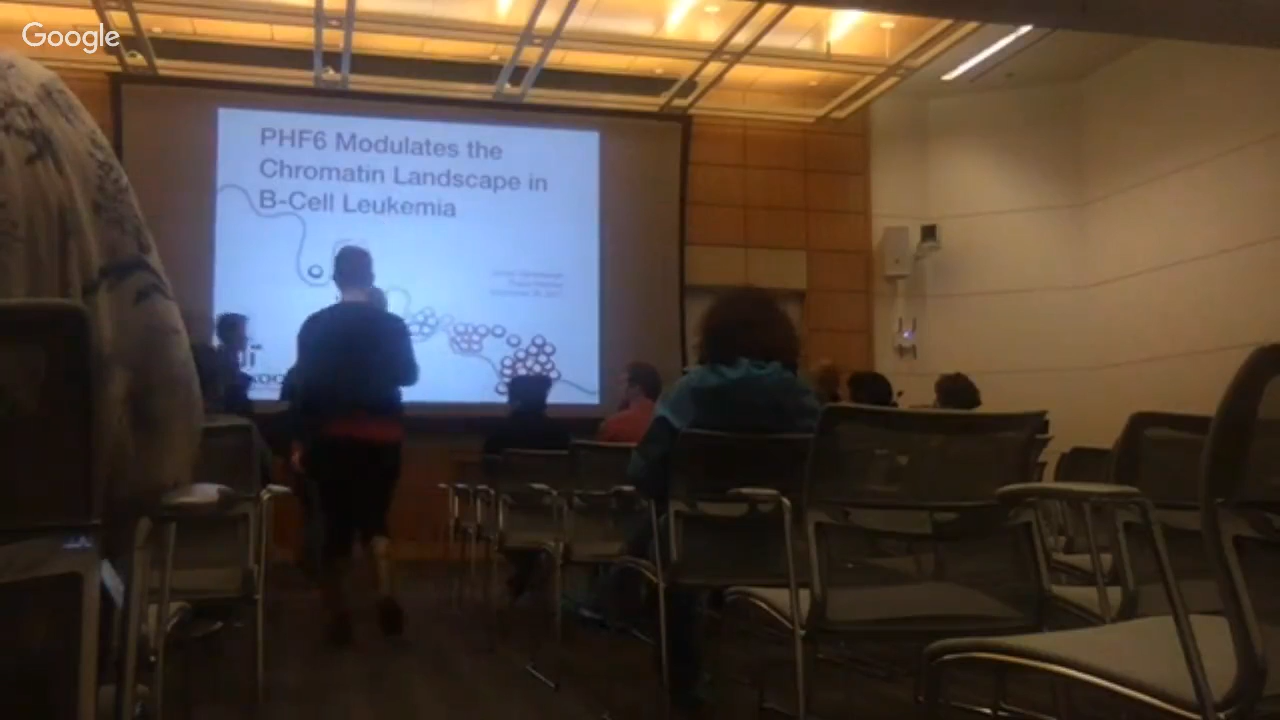 Google
PHF6 Modulates the
Chromatin Landscape in
B-Cell Leukemia